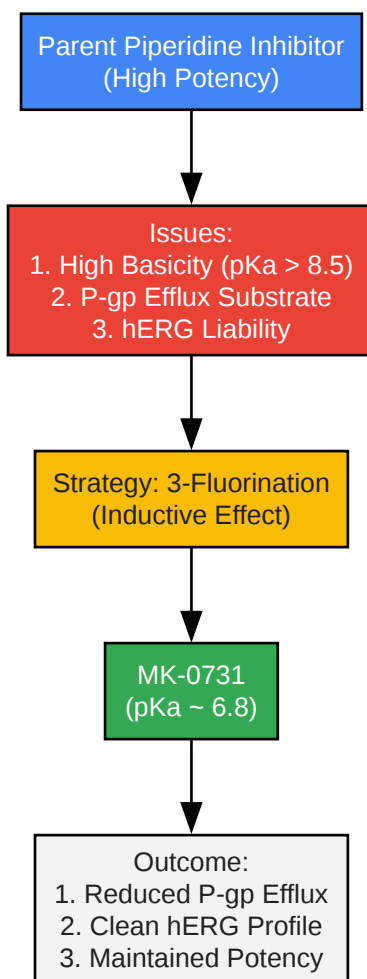 Parent Piperidine Inhibitor
(High Potency)
Issues:
1. High Basicity (pKa > 8.5)
2. P-gp Efflux Substrate
3. hERG Liability
Strategy: 3-Fluorination
(Inductive Effect)
MK-0731
(pKa ~ 6.8)
Outcome:
1. Reduced P-gp Efflux
2. Clean hERG Profile
3. Maintained Potency